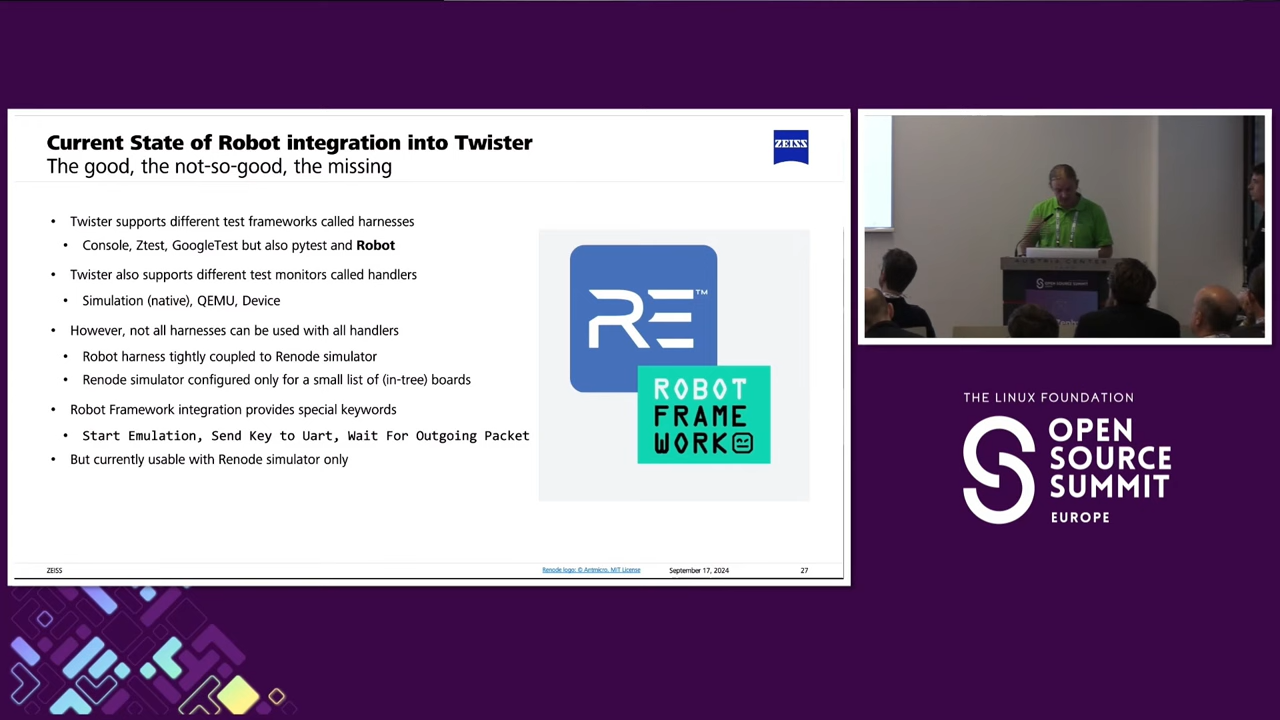 Current State of Robot integration into Twister
The good, the not-so-good, the missing
ZEISS
• Twister supports different test frameworks called harnesses
• Console, Ztest, GoogleTest but also pytest and Robot
• Twister also supports different test monitors called handlers
• Simulation (native), QEMU, Device
• However, not all harnesses can be used with all handlers
• Robot harness tightly coupled to Renode simulator
• Renode simulator configured only for a small list of (in-tree) boards
• Robot Framework integration provides special keywords
• Start Emulation, Send Key to Uart, Wait For Outgoing Packet
• But currently usable with Renode simulator only
RE™
ROBOT
FRAME
WORK
ZEISS
Renode logo: © Antmicro, MIT License
September 17, 2024
27
AUSTRIA CENTER
OPEN SOURCE SUMMIT
THE LINUX FOUNDATION
OPEN
SOURCE
SUMMIT
EUROPE